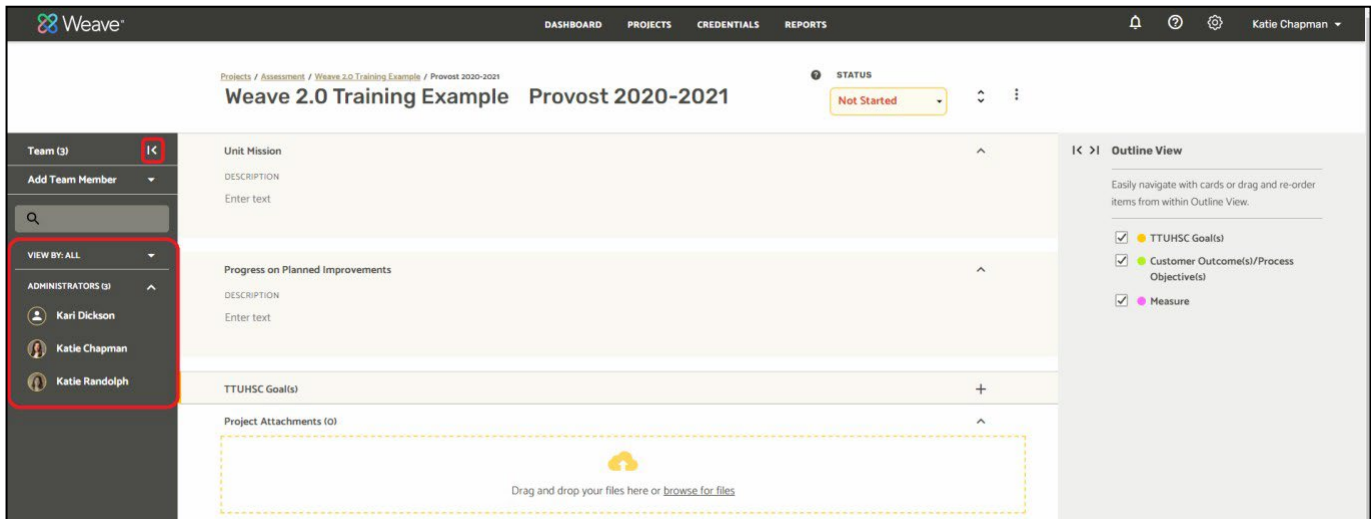 Weave
DASHBOARD PROJECTS CREDENTIALS REPORTS
Katie Chapman
Projects / Assessment / Weave 2.0 Training Example / Provost 2020-2021
Weave 2.0 Training Example Provost 2020-2021
STATUS
Not Started
Team (3)
Add Team Member
VIEW BY: ALL
ADMINISTRATORS (3)
Kari Dickson
Katie Chapman
Katie Randolph
Unit Mission
DESCRIPTION
Enter text
Progress on Planned Improvements
DESCRIPTION
Enter text
TTUHSC Goal(s)
Project Attachments (0)
Drag and drop your files here or browse for files
Outline View
Easily navigate with cards or drag and re-order
items from within Outline View.
TTUHSC Goal(s)
Customer Outcome(s)/Process
Objective(s)
Measure